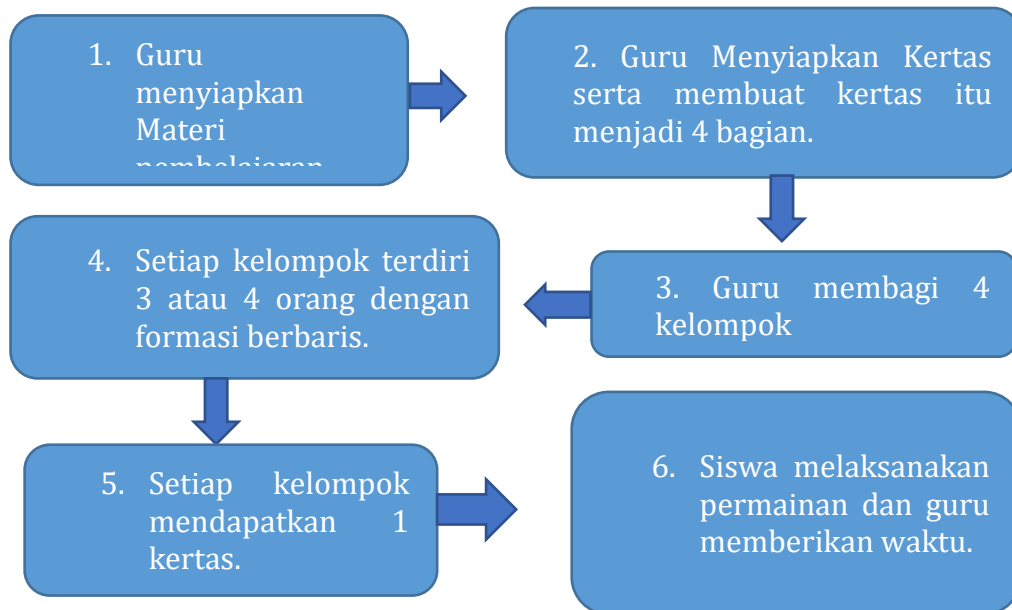 1. Guru
menyiapkan
Materi
pembelajaran
2. Guru Menyiapkan Kertas
serta membuat kertas itu
menjadi 4 bagian.
3. Guru membagi 4
kelompok
4. Setiap kelompok terdiri
3 atau 4 orang dengan
formasi berbaris.
5. Setiap kelompok
mendapatkan 1
kertas.
6. Siswa melaksanakan
permainan dan guru
memberikan waktu.